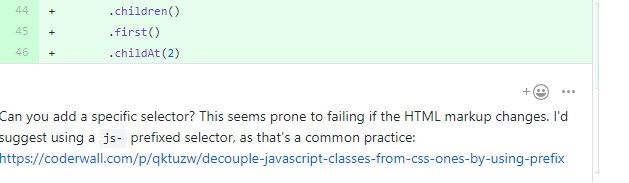 44 + .children()
45 + .first()
46 + .childAt(2)
Can you add a specific selector? This seems prone to failing if the HTML markup changes. I'd
suggest using a js- prefixed selector, as that's a common practice:
https://coderwall.com/p/qktuzw/decouple-javascript-classes-from-css-ones-by-using-prefix